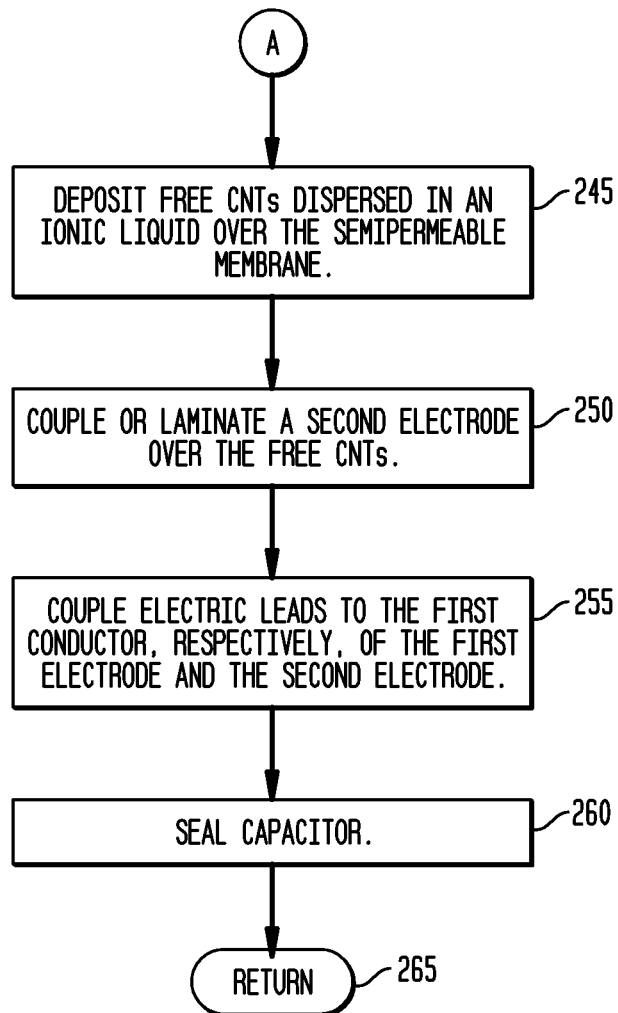 A
DEPOSIT FREE CNTs DISPERSED IN AN
IONIC LIQUID OVER THE SEMIPERMEABLE
MEMBRANE.
245
COUPLE OR LAMINATE A SECOND ELECTRODE
OVER THE FREE CNTs.
250
COUPLE ELECTRIC LEADS TO THE FIRST
CONDUCTOR, RESPECTIVELY, OF THE FIRST
ELECTRODE AND THE SECOND ELECTRODE.
255
SEAL CAPACITOR.
260
RETURN
265